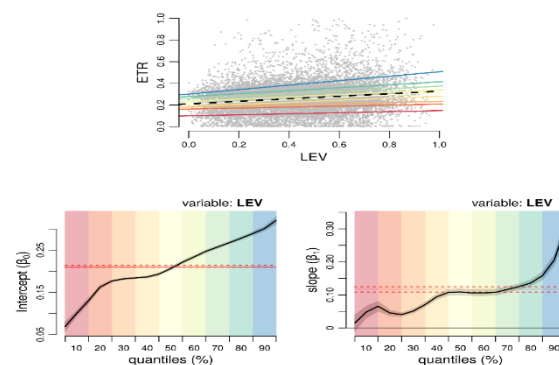 ETR
0.0 0.2 0.4 0.6 0.8 1.0
0.0 0.2 0.4 0.6 0.8 1.0
LEV
variable: LEV
Intercept (β₀)
0.05 0.15 0.25
10 20 30 40 50 60 70 80 90
quantiles (%)
variable: LEV
slope (β₁)
0 0.10 0.20 0.30
10 20 30 40 50 60 70 80 90
quantiles (%)